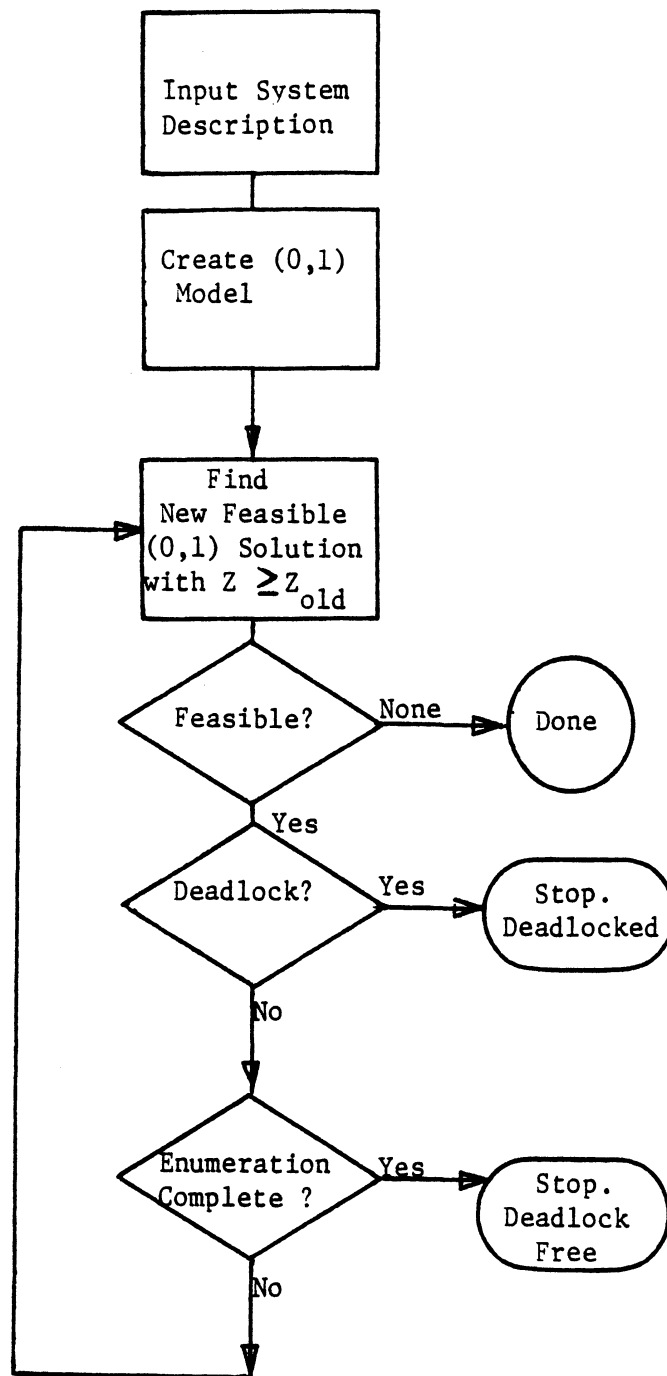 Input System
Description
Create (0,1)
Model
Find
New Feasible
(0,1) Solution
with Z ≥ Z_old
Feasible?
None
Done
Yes
Deadlock?
Yes
Stop.
Deadlocked
No
Enumeration
Complete ?
Yes
Stop.
Deadlock
Free
No